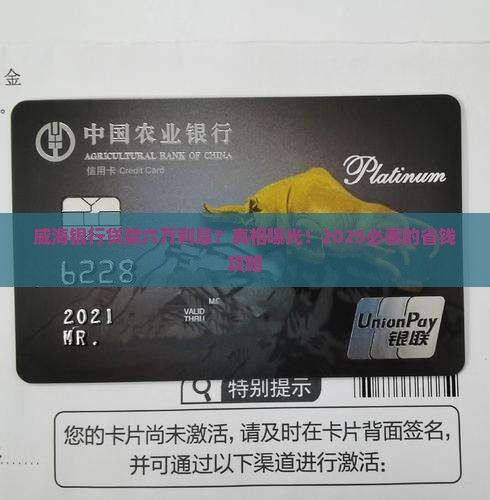 金
中国农业银行
AGRICULTURAL BANK OF CHINA
信用卡 Credit Card
Platinum
威海银行贷款六万利息？真相曝光！2025必看的省钱
攻略
6228
2021
VALID
THRU
MR.
UnionPay
银联
特别提示
您的卡片尚未激活，请及时在卡片背面签名，
并可通过以下渠道进行激活：